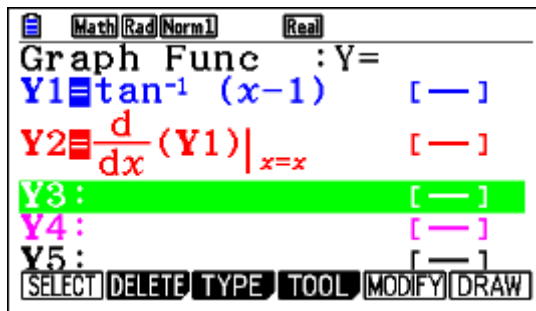 Math Rad Norm1 Real
Graph Func :Y=
Y1=tan⁻¹ (x−1) [—]
Y2=d/dx(Y1)|x=x [—]
Y3: [—]
Y4: [—]
Y5: [—]
SELECT DELETE TYPE TOOL MODIFY DRAW